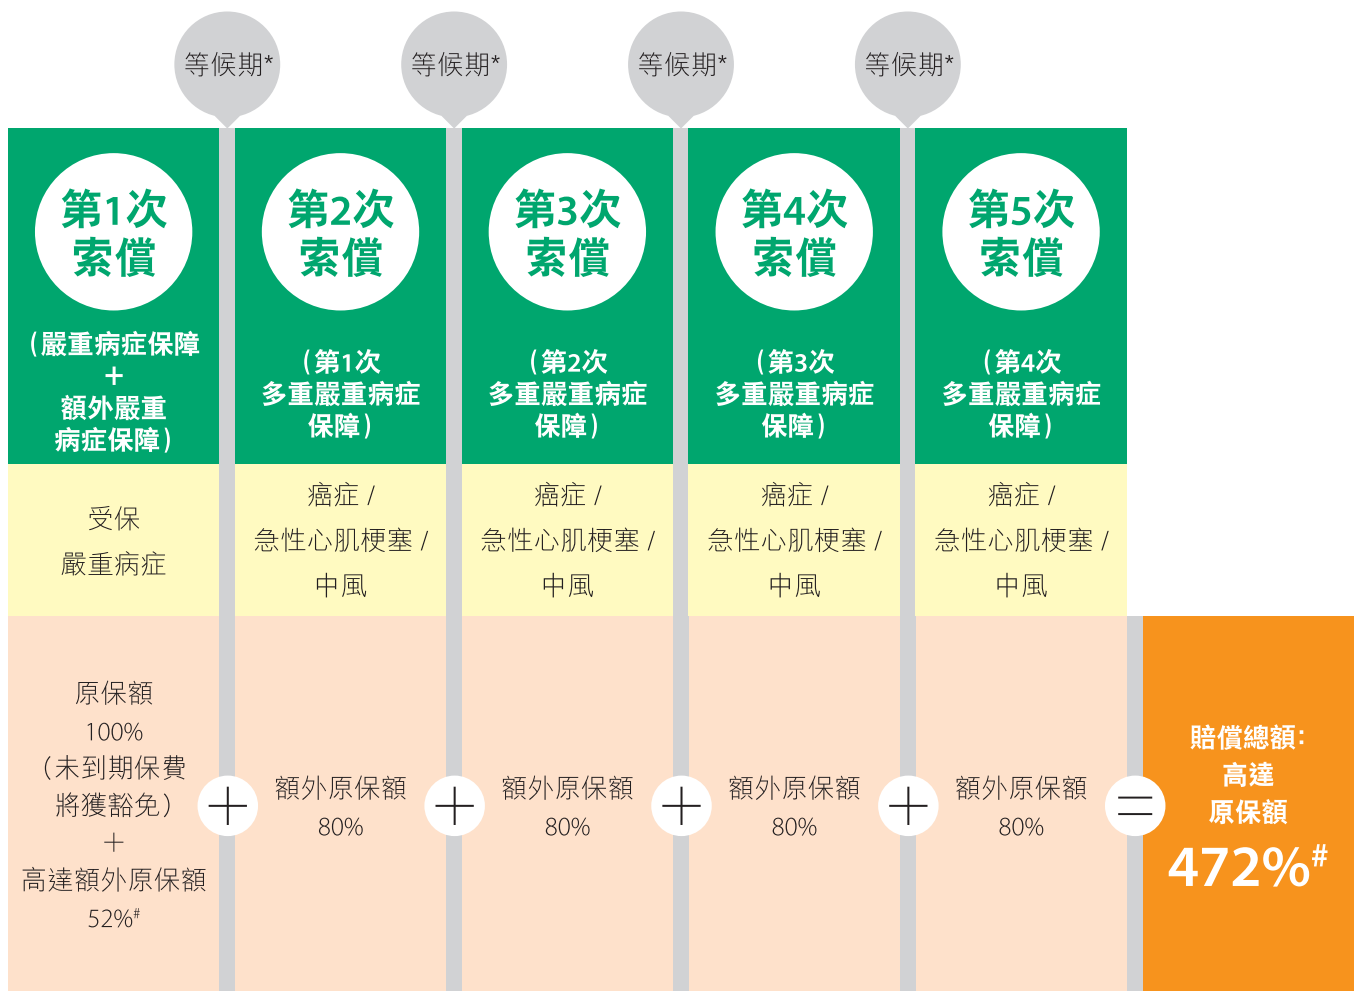 等候期*
等候期*
等候期*
等候期*
第1次
索償
(嚴重病症保障
+
額外嚴重
病症保障)
第2次
索償
(第1次
多重嚴重病症
保障)
第3次
索償
(第2次
多重嚴重病症
保障)
第4次
索償
(第3次
多重嚴重病症
保障)
第5次
索償
(第4次
多重嚴重病症
保障)
受保
嚴重病症
癌症 /
急性心肌梗塞 /
中風
癌症 /
急性心肌梗塞 /
中風
癌症 /
急性心肌梗塞 /
中風
癌症 /
急性心肌梗塞 /
中風
原保額
100%
(未到期保費
將獲豁免)
+
高達額外原保額
52%#
+
額外原保額
80%
+
額外原保額
80%
+
額外原保額
80%
+
額外原保額
80%
=
賠償總額:
高達
原保額
472%#